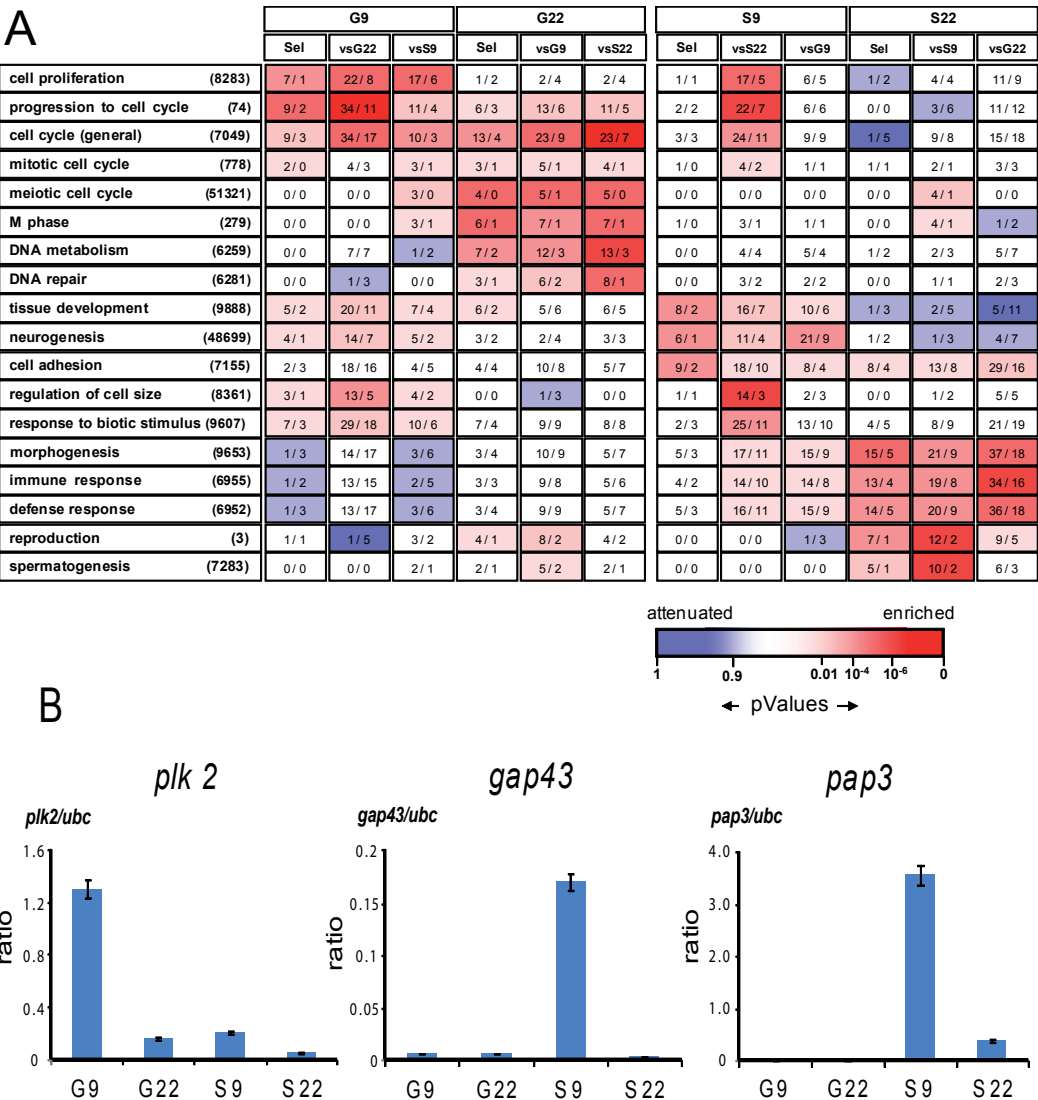 A
G9 G22 S9 S22
Sel vsG22 vsS9 Sel vsG9 vsS22 Sel vsS22 vsG9 Sel vsS9 vsG22
cell proliferation (8283) 7/1 22/8 17/6 1/2 2/4 2/4 1/1 17/5 6/5 1/2 4/4 11/9
progression to cell cycle (74) 9/2 34/11 11/4 6/3 13/6 11/5 2/2 22/7 6/6 0/0 3/6 11/12
cell cycle (general) (7049) 9/3 34/17 10/3 13/4 23/9 23/7 3/3 24/11 9/9 1/5 9/8 15/18
mitotic cell cycle (778) 2/0 4/3 3/1 3/1 5/1 4/1 1/0 4/2 1/1 1/1 2/1 3/3
meiotic cell cycle (51321) 0/0 0/0 3/0 4/0 5/1 5/0 0/0 0/0 0/0 0/0 4/1 0/0
M phase (279) 0/0 0/0 3/1 6/1 7/1 7/1 1/0 3/1 1/1 0/0 4/1 1/2
DNA metabolism (6259) 0/0 7/7 1/2 7/2 12/3 13/3 0/0 4/4 5/4 1/2 2/3 5/7
DNA repair (6281) 0/0 1/3 0/0 3/1 6/2 8/1 0/0 3/2 2/2 0/0 1/1 2/3
tissue development (9888) 5/2 20/11 7/4 6/2 5/6 6/5 8/2 16/7 10/6 1/3 2/5 5/11
neurogenesis (48699) 4/1 14/7 5/2 3/2 2/4 3/3 6/1 11/4 21/9 1/2 1/3 4/7
cell adhesion (7155) 2/3 18/16 4/5 4/4 10/8 5/7 9/2 18/10 8/4 8/4 13/8 29/16
regulation of cell size (8361) 3/1 13/5 4/2 0/0 1/3 0/0 1/1 14/3 2/3 0/0 1/2 5/5
response to biotic stimulus (9607) 7/3 29/18 10/6 7/4 9/9 8/8 2/3 25/11 13/10 4/5 8/9 21/19
morphogenesis (9653) 1/3 14/17 3/6 3/4 10/9 5/7 5/3 17/11 15/9 15/5 21/9 37/18
immune response (6955) 1/2 13/15 2/5 3/3 9/8 5/6 4/2 14/10 14/8 13/4 19/8 34/16
defense response (6952) 1/3 13/17 3/6 3/4 9/9 5/7 5/3 16/11 15/9 14/5 20/9 36/18
reproduction (3) 1/1 1/5 3/2 4/1 8/2 4/2 0/0 0/0 1/3 7/1 12/2 9/5
spermatogenesis (7283) 0/0 0/0 2/1 2/1 5/2 2/1 0/0 0/0 0/0 5/1 10/2 6/3
attenuated enriched
1 0.9 0.01 10-4 10-6 0
← pValues →
B
plk 2
plk2/ubc
1.6
1.2
0.8
0.4
0
ratio
G9 G22 S9 S22
gap43
gap43/ubc
0.2
0.15
0.1
0.05
0
ratio
G9 G22 S9 S22
pap3
pap3/ubc
4.0
3.0
2.0
1.0
0
ratio
G9 G22 S9 S22